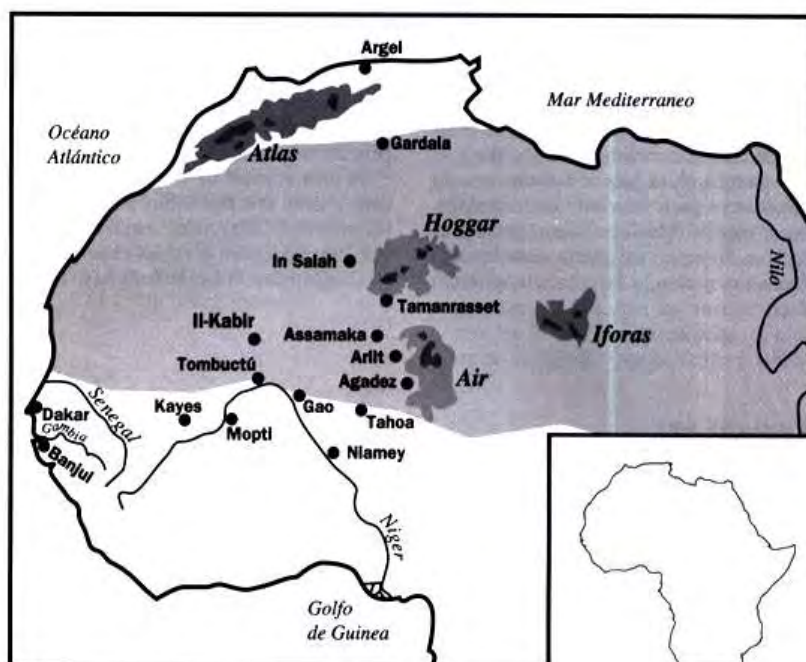 Argel
Océano
Atlántico
Mar Mediterraneo
Atlas
Gardaia
Hoggar
In Salah
Nilo
Tamanrasset
Il-Kabir
Assamaka
Iforas
Arlit
Tombuctú
Air
Agadez
Senegal
Kayes
Gao
Dakar
Tahoa
Gambia
Mopti
Banjul
Niamey
Niger
Golfo
de Guinea